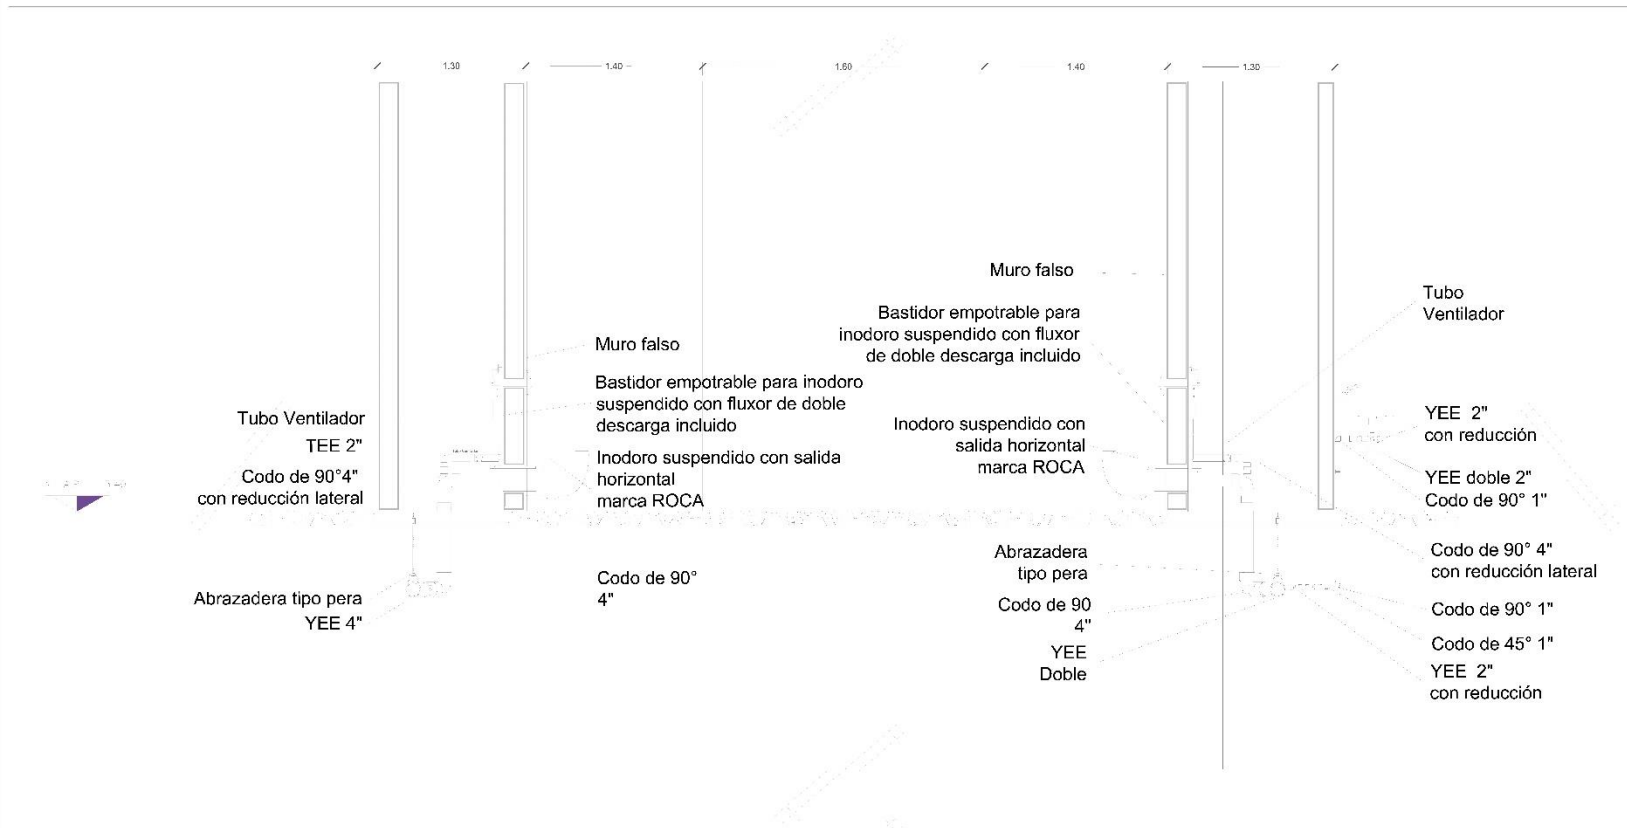 1.30
1.40
1.60
1.40
1.30
Tubo Ventilador
TEE 2"
Codo de 90°4"
con reducción lateral
Abrazadera tipo pera
YEE 4"
Muro falso
Bastidor empotrable para inodoro
suspendido con fluxor de doble
descarga incluido
Inodoro suspendido con salida
horizontal
marca ROCA
Codo de 90°
4"
Muro falso
Bastidor empotrable para
inodoro suspendido con fluxor
de doble descarga incluido
Inodoro suspendido con
salida horizontal
marca ROCA
Abrazadera
tipo pera
Codo de 90
4"
YEE
Doble
Tubo
Ventilador
YEE 2"
con reducción
YEE doble 2"
Codo de 90° 1"
Codo de 90° 4"
con reducción lateral
Codo de 90° 1"
Codo de 45° 1"
YEE 2"
con reducción